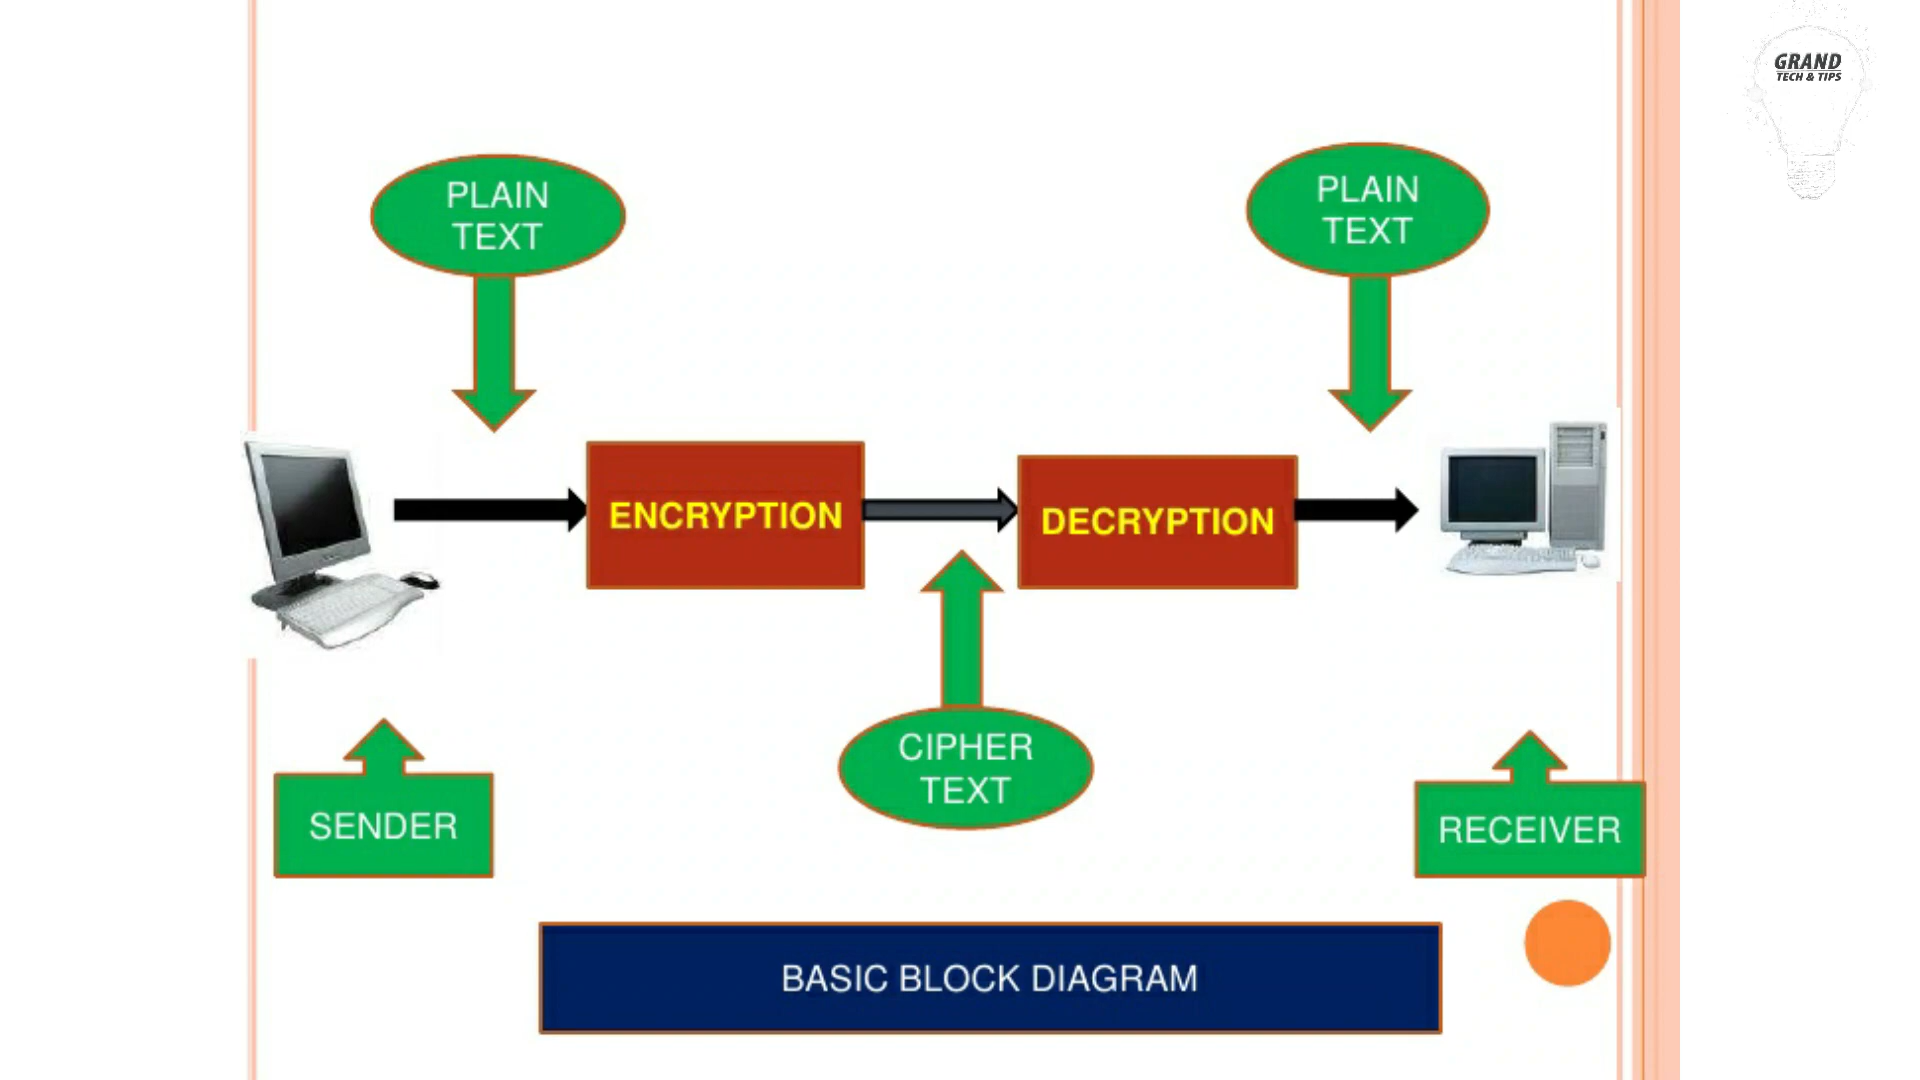 GRAND
TECH & TIPS
PLAIN
TEXT
PLAIN
TEXT
ENCRYPTION
DECRYPTION
CIPHER
TEXT
SENDER
RECEIVER
BASIC BLOCK DIAGRAM